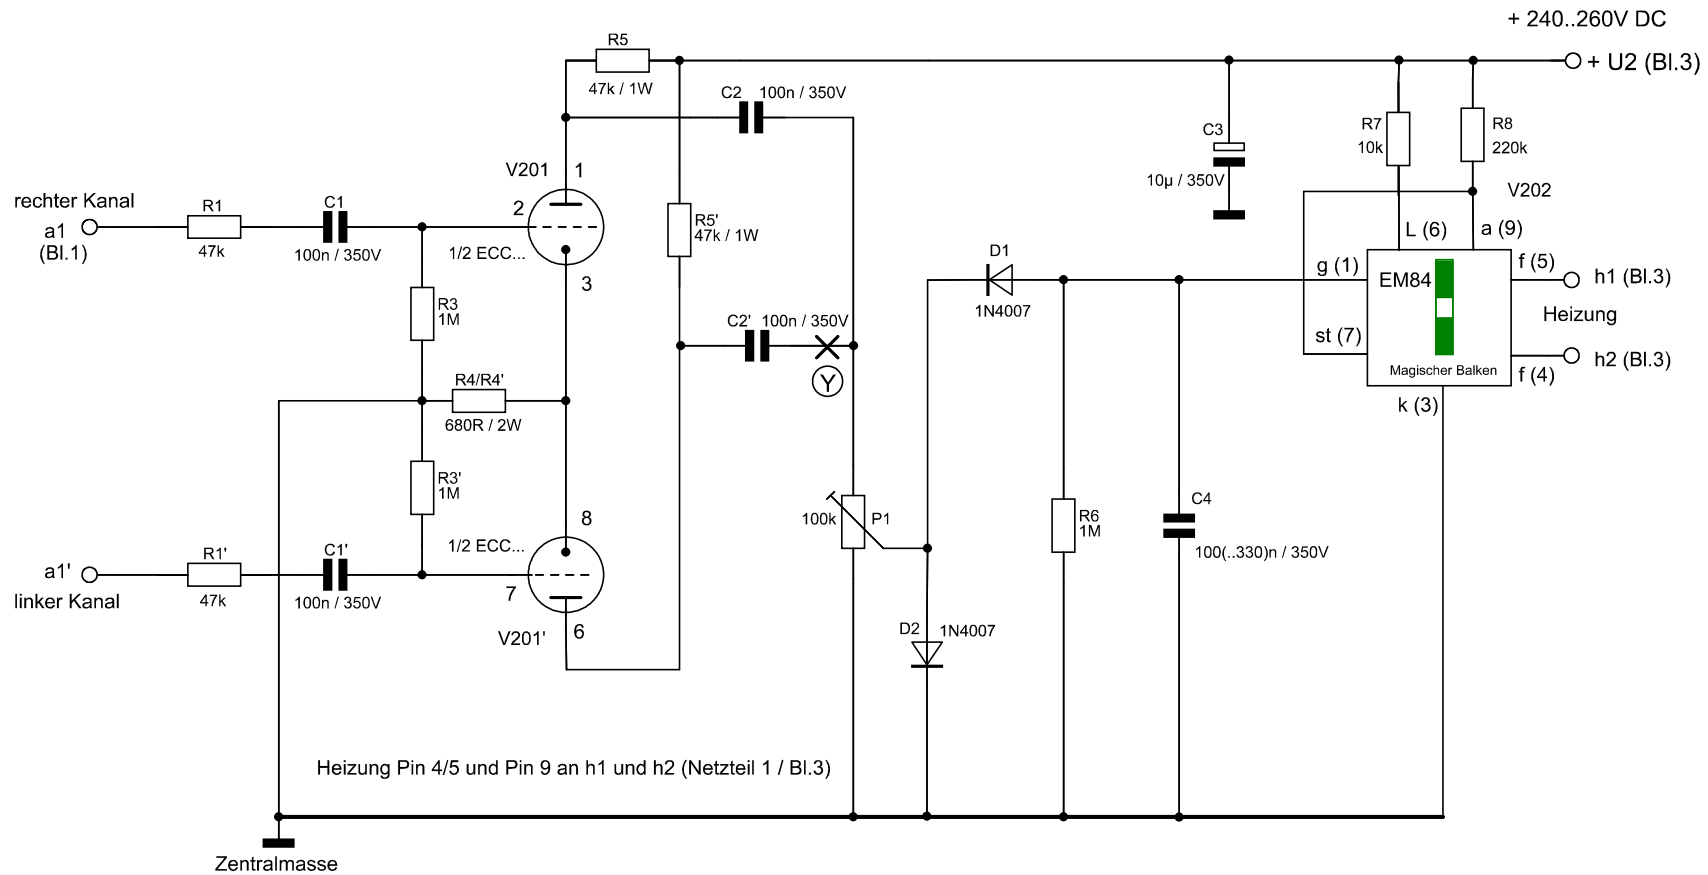 + 240..260V DC
+ U2 (Bl.3)
R5
47k / 1W
C2
100n / 350V
C3
10µ / 350V
R7
10k
R8
220k
V201
1
2
1/2 ECC...
3
rechter Kanal
a1
(Bl.1)
R1
47k
C1
100n / 350V
R5'
47k / 1W
V202
L (6)
a (9)
g (1)
EM84
f (5)
h1 (Bl.3)
Heizung
st (7)
Magischer Balken
h2 (Bl.3)
f (4)
k (3)
D1
1N4007
R3
1M
C2'
100n / 350V
Y
R4/R4'
680R / 2W
R3'
1M
8
1/2 ECC...
7
6
V201'
a1'
linker Kanal
R1'
47k
C1'
100n / 350V
100k
P1
R6
1M
C4
100(..330)n / 350V
D2
1N4007
Heizung Pin 4/5 und Pin 9 an h1 und h2 (Netzteil 1 / Bl.3)
Zentralmasse